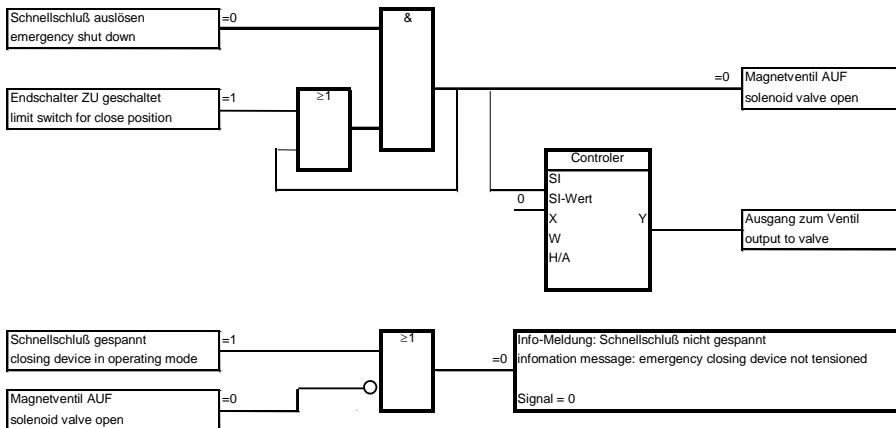 Schnellschluß auslösen
emergency shut down
=0
&
Endschalter ZU geschaltet
limit switch for close position
=1
≥1
=0
Magnetventil AUF
solenoid valve open
Controler
SI
SI-Wert
0
X
Y
W
H/A
Ausgang zum Ventil
output to valve
Schnellschluß gespannt
closing device in operating mode
=1
≥1
=0
Info-Meldung: Schnellschluß nicht gespannt
infomation message: emergency closing device not tensioned
Signal = 0
Magnetventil AUF
solenoid valve open
=0